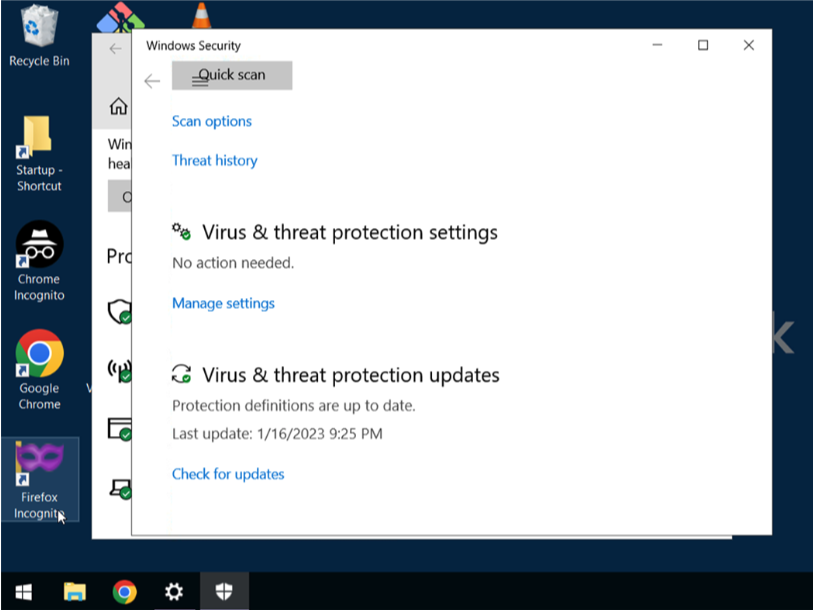 Recycle Bin
Startup -
Shortcut
Chrome
Incognito
Google
Chrome
Firefox
Incognito
Win
hea
Pro
Windows Security
Quick scan
Scan options
Threat history
Virus & threat protection settings
No action needed.
Manage settings
Virus & threat protection updates
Protection definitions are up to date.
Last update: 1/16/2023 9:25 PM
Check for updates
k